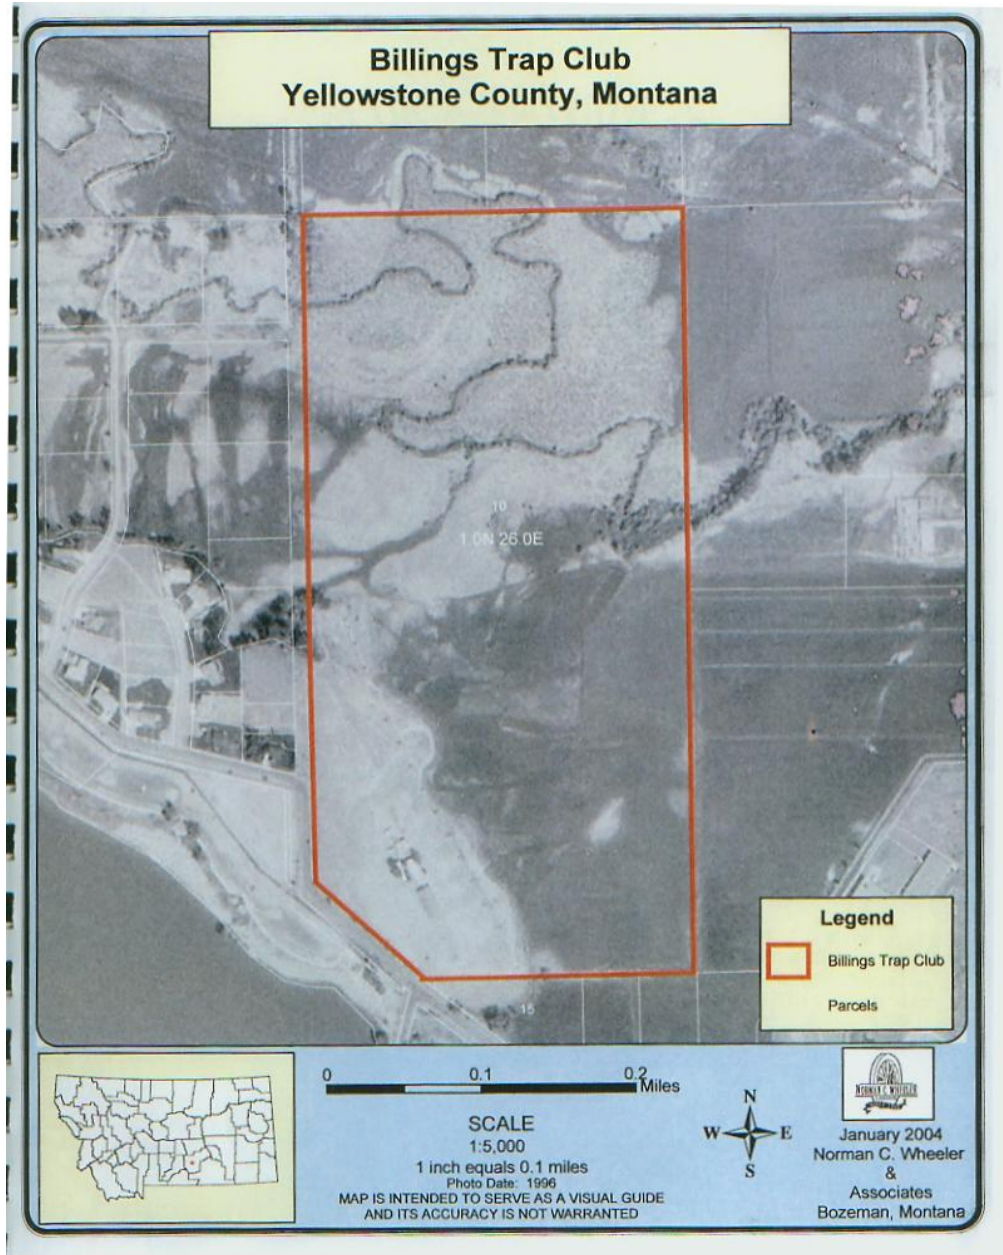 Billings Trap Club
Yellowstone County, Montana
10
1.0N 26.0E
15
Legend
Billings Trap Club
Parcels
0 0.1 0.2
Miles
SCALE
1:5,000
1 inch equals 0.1 miles
Photo Date: 1996
MAP IS INTENDED TO SERVE AS A VISUAL GUIDE
AND ITS ACCURACY IS NOT WARRANTED
N
W E
S
NORMAN C. WHEELER
January 2004
Norman C. Wheeler
&
Associates
Bozeman, Montana